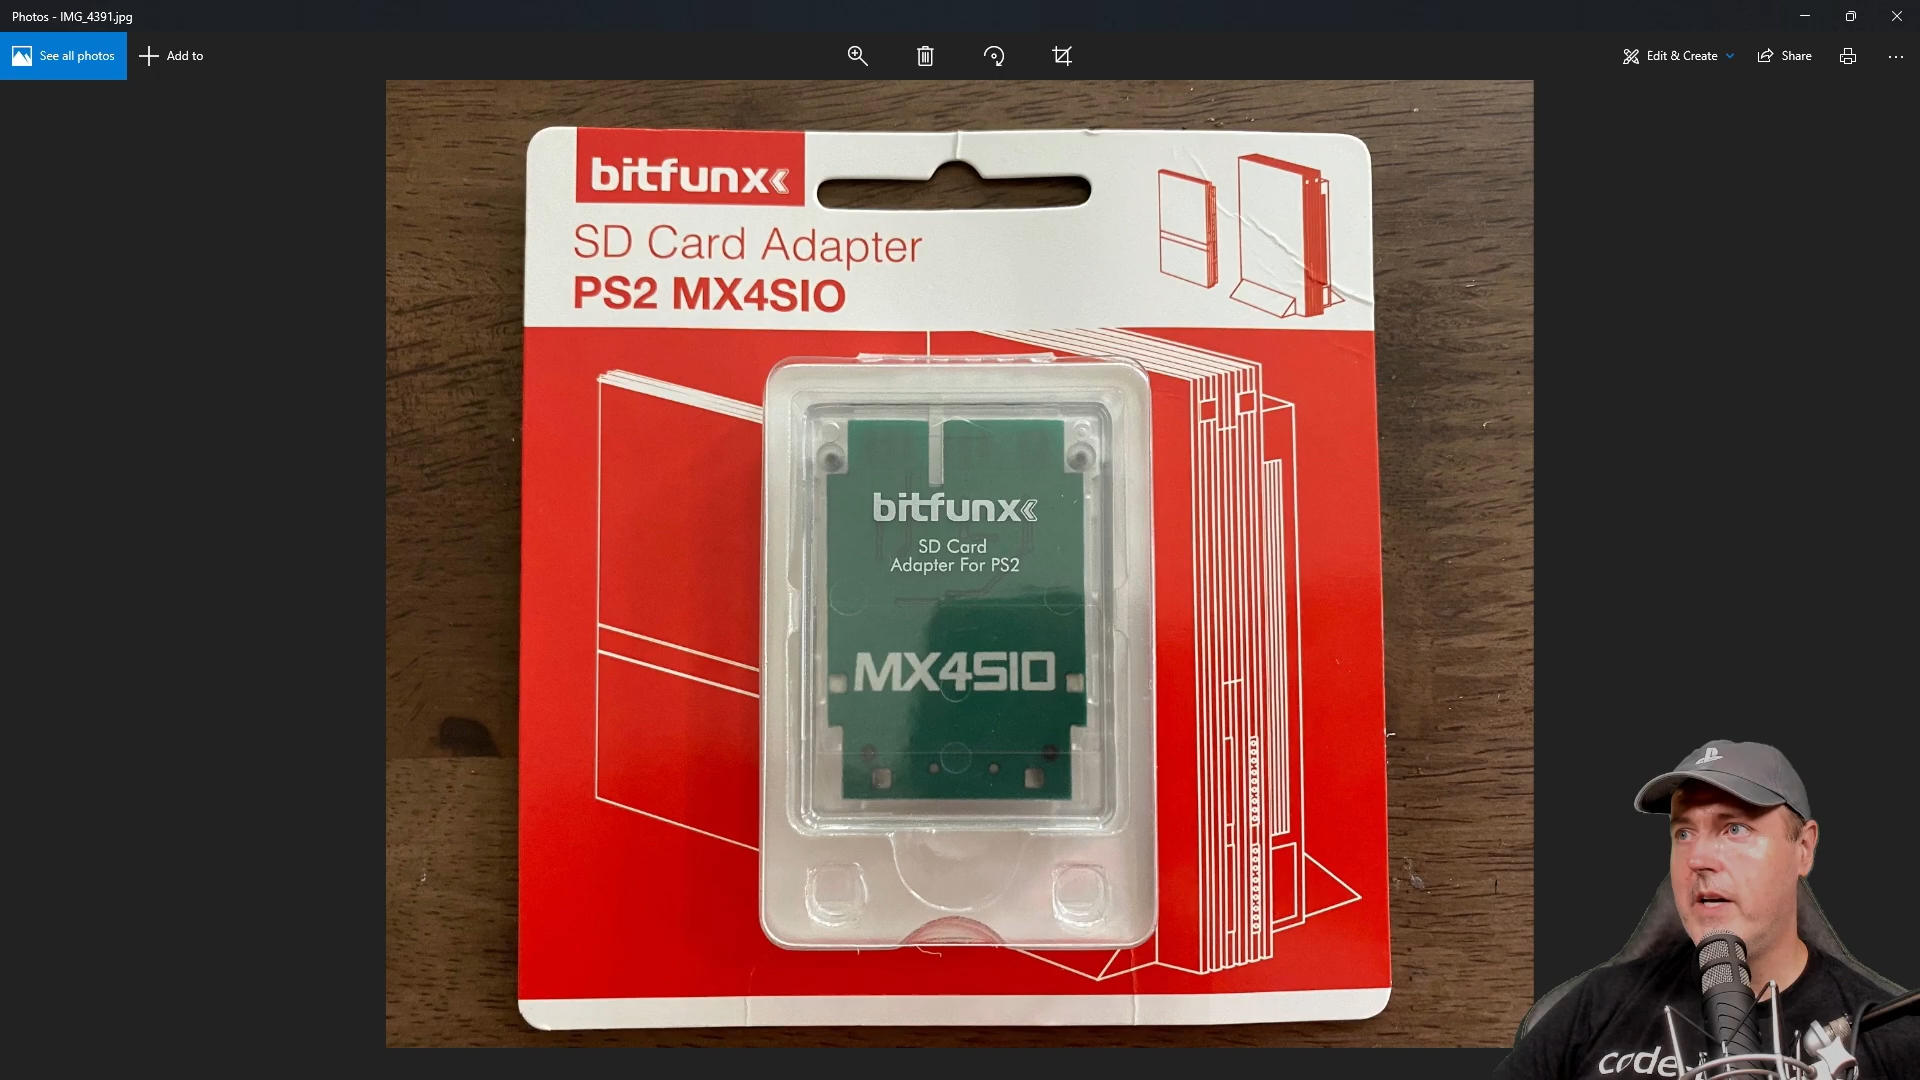 Photos - IMG_4391.jpg
See all photos
Add to
Edit & Create
Share
bitfunx
SD Card Adapter
PS2 MX4SIO
bitfunx
SD Card
Adapter For PS2
MX4SIO
code